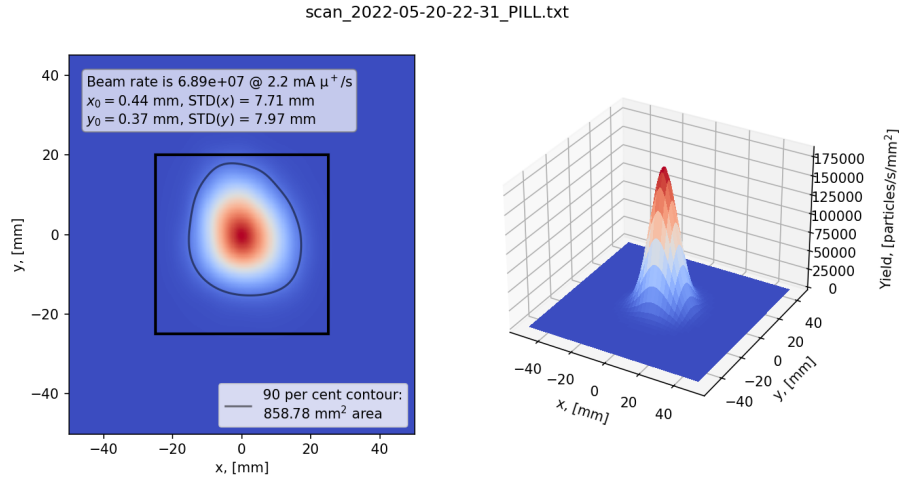 scan_2022-05-20-22-31_PILL.txt
Beam rate is 6.89e+07 @ 2.2 mA μ⁺/s
x₀ = 0.44 mm, STD(x) = 7.71 mm
y₀ = 0.37 mm, STD(y) = 7.97 mm
40
20
0
−20
−40
y, [mm]
90 per cent contour:
858.78 mm² area
−40
−20
0
20
40
x, [mm]
175000
150000
125000
100000
75000
50000
25000
0
Yield, [particles/s/mm²]
−40
−20
0
20
40
x, [mm]
40
20
0
−20
−40
y, [mm]